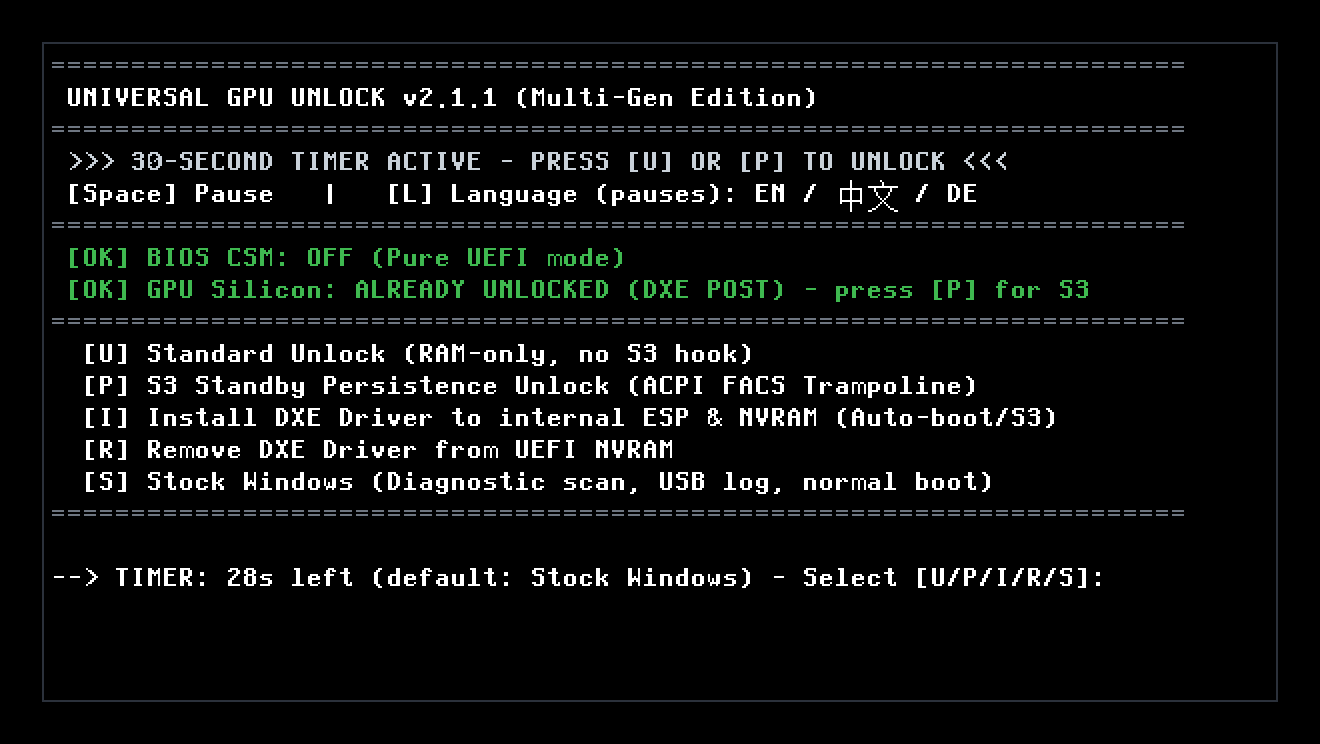 =======================================================================
UNIVERSAL GPU UNLOCK v2.1.1 (Multi-Gen Edition)
=======================================================================
>>> 30-SECOND TIMER ACTIVE - PRESS [U] OR [P] TO UNLOCK <<<
[Space] Pause   |   [L] Language (pauses): EN / 中文 / DE
=======================================================================
[OK] BIOS CSM: OFF (Pure UEFI mode)
[OK] GPU Silicon: ALREADY UNLOCKED (DXE POST) - press [P] for S3
=======================================================================
[U] Standard Unlock (RAM-only, no S3 hook)
[P] S3 Standby Persistence Unlock (ACPI FACS Trampoline)
[I] Install DXE Driver to internal ESP & NVRAM (Auto-boot/S3)
[R] Remove DXE Driver from UEFI NVRAM
[S] Stock Windows (Diagnostic scan, USB log, normal boot)
=======================================================================
--> TIMER: 28s left (default: Stock Windows) - Select [U/P/I/R/S]: